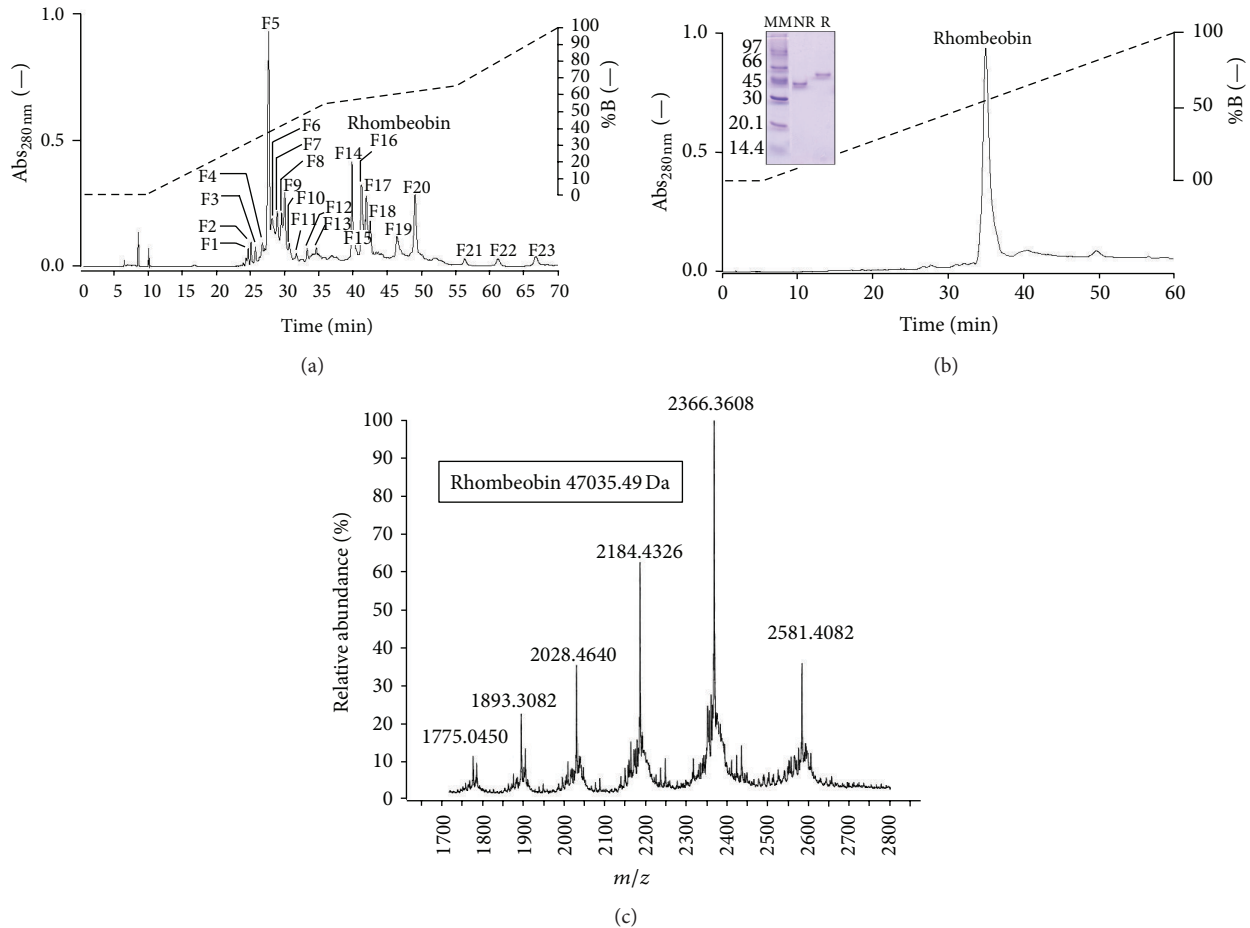 1.0
0.5
0.0
Abs280 nm (—)
F5
F6
F7
F8
F4
F3
F2
F1
F9
F10
F11
F12
F13
Rhombeobin
F14
F16
F17
F18
F15
F19
F20
F21
F22
F23
100
90
80
70
60
50
40
30
20
10
0
%B (—)
0 5 10 15 20 25 30 35 40 45 50 55 60 65 70
Time (min)
(a)
1.0
0.5
0.0
Abs280 nm (—)
MM NR R
97
66
45
30
20.1
14.4
Rhombeobin
100
50
00
%B (—)
0 10 20 30 40 50 60
Time (min)
(b)
100
90
80
70
60
50
40
30
20
10
0
Relative abundance (%)
Rhombeobin 47035.49 Da
1775.0450
1893.3082
2028.4640
2184.4326
2366.3608
2581.4082
1700 1800 1900 2000 2100 2200 2300 2400 2500 2600 2700 2800
m/z
(c)